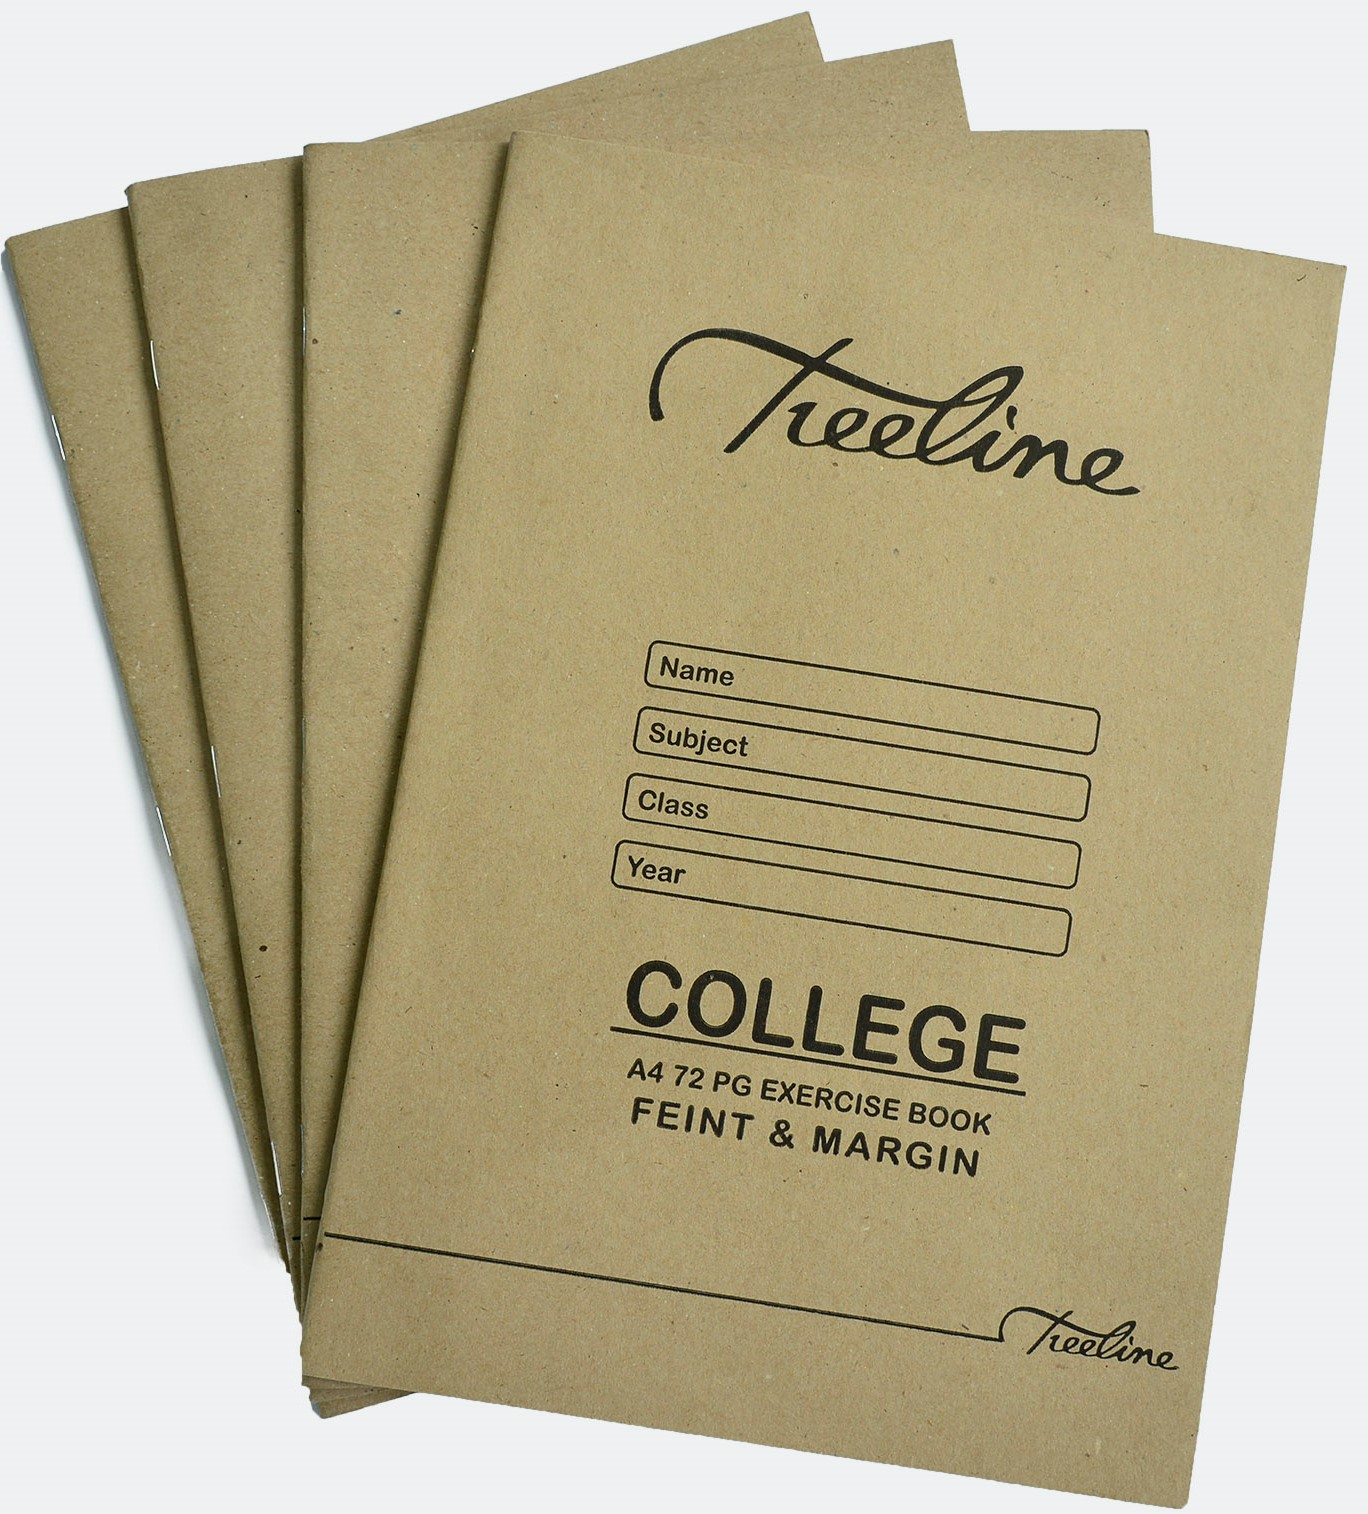 Treeline
Name
Subject
Class
Year
COLLEGE
A4 72 PG EXERCISE BOOK
FEINT & MARGIN
Treeline